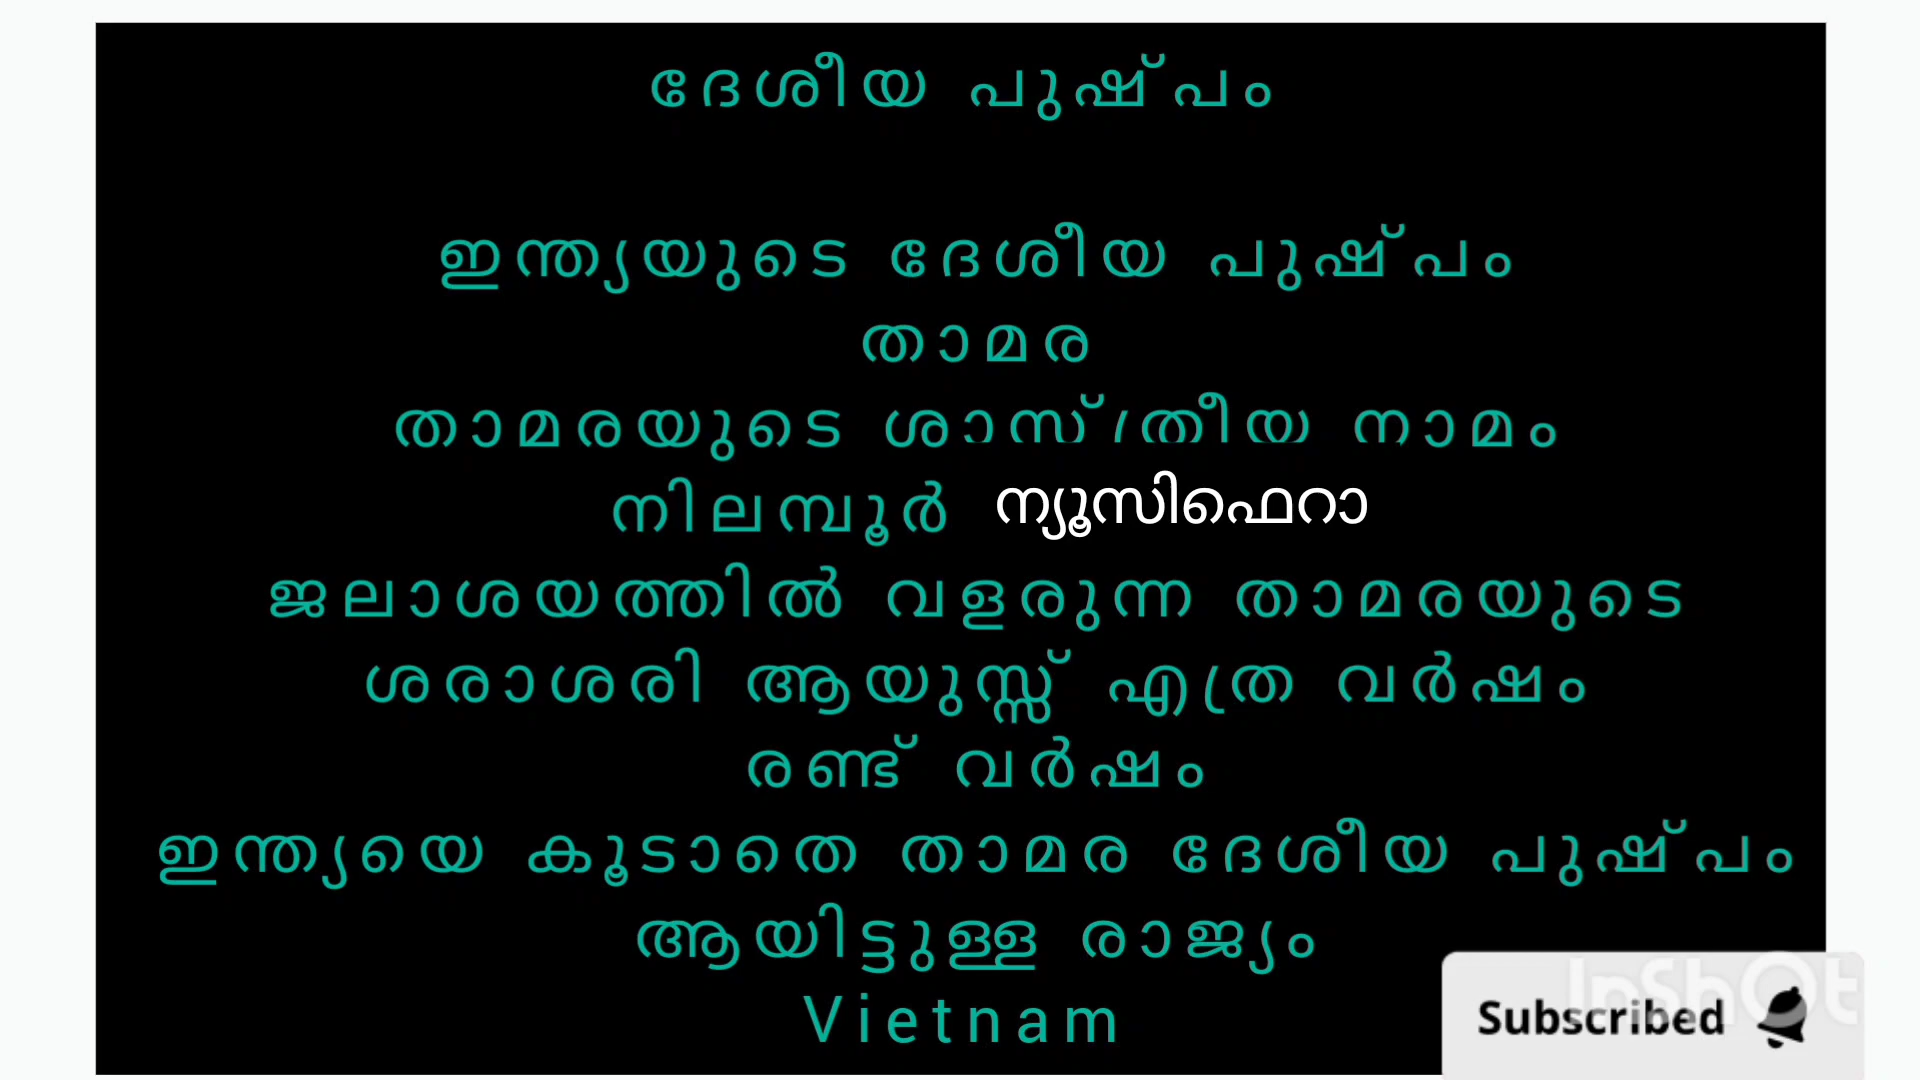 ദേശീയ പുഷ്പം
ഇന്ത്യയുടെ ദേശീയ പുഷ്പം
താമര
താമരയുടെ ശാസ്ത്രീയ നാമം
നിലമ്പൂർ ന്യൂസിഫെറാ
ജലാശയത്തിൽ വളരുന്ന താമരയുടെ
ശരാശരി ആയുസ്സ് എത്ര വർഷം
രണ്ട് വർഷം
ഇന്ത്യയെ കൂടാതെ താമര ദേശീയ പുഷ്പം
ആയിട്ടുള്ള രാജ്യം
Vietnam
InShOt
Subscribed